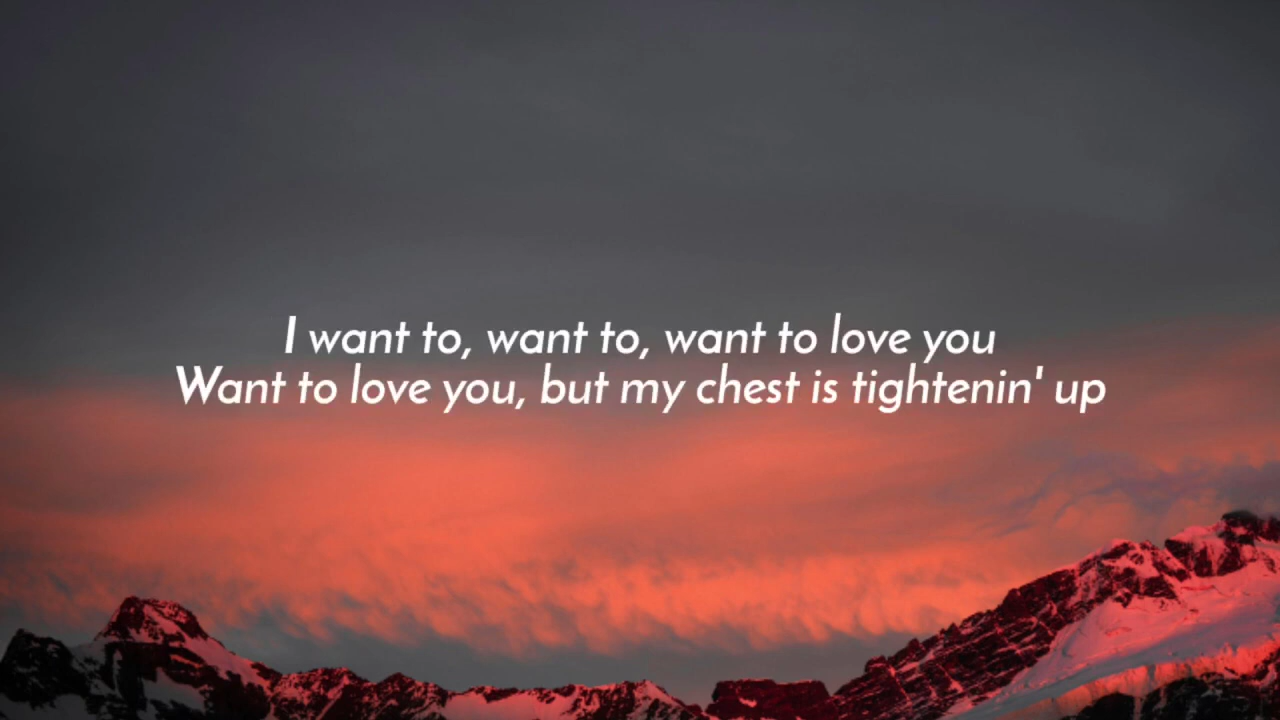 I want to, want to, want to love you
Want to love you, but my chest is tightenin' up